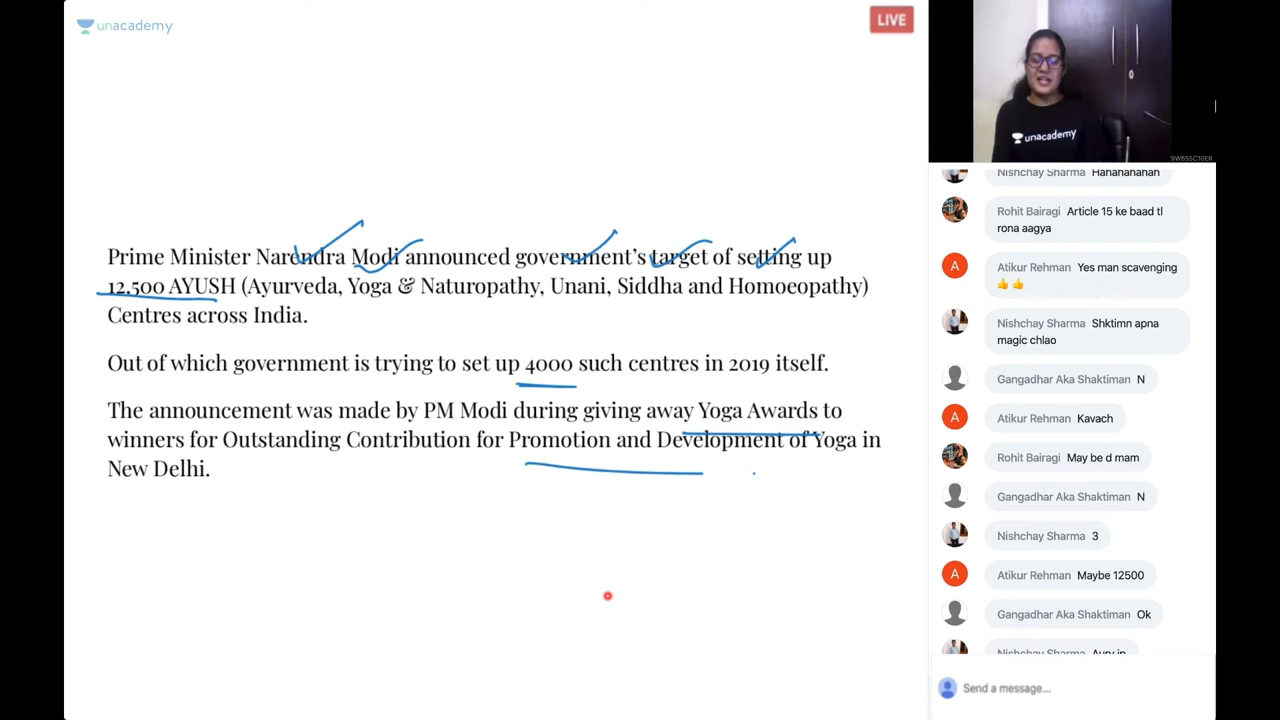 unacademy
LIVE
Prime Minister Narendra Modi announced government's target of setting up
12,500 AYUSH (Ayurveda, Yoga & Naturopathy, Unani, Siddha and Homoeopathy)
Centres across India.
Out of which government is trying to set up 4000 such centres in 2019 itself.
The announcement was made by PM Modi during giving away Yoga Awards to
winners for Outstanding Contribution for Promotion and Development of Yoga in
New Delhi.
unacademy
9W655C10ER
Nishchay Sharma Hahahahahah
Rohit Bairagi Article 15 ke baad tl
rona aagya
A
Atikur Rehman Yes man scavenging
Nishchay Sharma Shktimn apna
magic chlao
Gangadhar Aka Shaktiman N
A
Atikur Rehman Kavach
Rohit Bairagi May be d mam
Gangadhar Aka Shaktiman N
Nishchay Sharma 3
A
Atikur Rehman Maybe 12500
Gangadhar Aka Shaktiman Ok
Nishchay Sharma
Send a message...